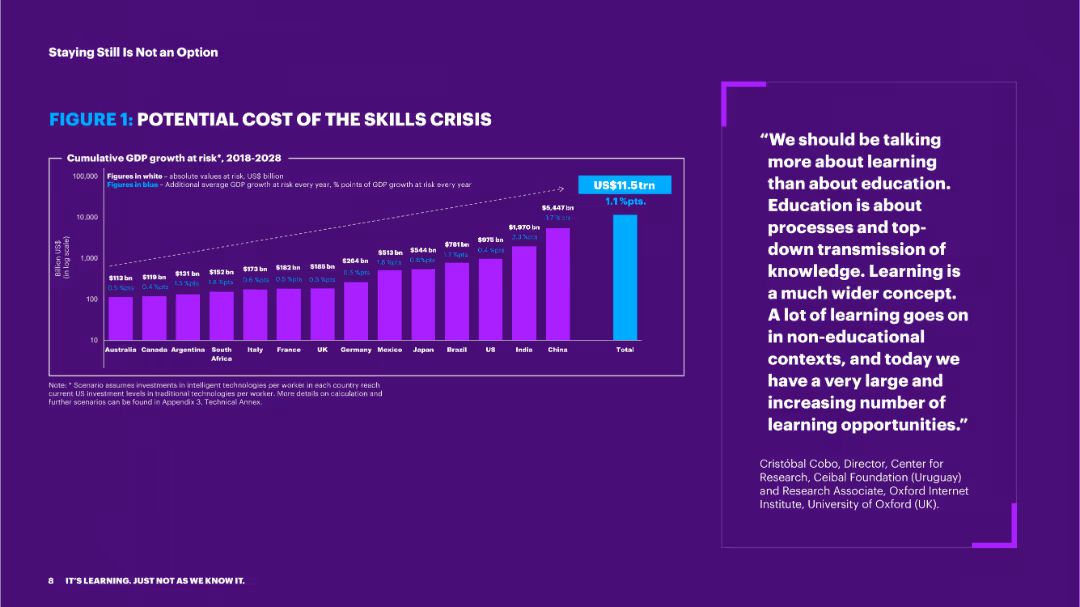 Staying Still Is Not an Option
FIGURE 1: POTENTIAL COST OF THE SKILLS CRISIS
Cumulative GDP growth at risk*, 2018-2028
Figures in white – absolute values at risk, US$ billion
Figures in blue – Additional average GDP growth at risk every year, % points of GDP growth at risk every year
Billion US$
(in log scale)
100,000
10,000
1,000
100
10
$113 bn
0.5 %pts
$119 bn
0.4 %pts
$131 bn
1.5 %pts
$152 bn
1.8 %pts
$173 bn
0.6 %pts
$182 bn
$185 bn
0.5 %pts
$264 bn
0.5 %pts
$513 bn
1.8 %pts
$544 bn
$781 bn
$975 bn
0.4 %pts
$1,970 bn
$5,447 bn
1.7 %pts
US$11.5trn
1.1 %pts.
Australia Canada Argentina South Africa Italy France UK Germany Mexico Japan Brazil US India China Total
Note: * Scenario assumes investments in intelligent technologies per worker in each country reach
current US investment levels in traditional technologies per worker. More details on calculation and
further scenarios can be found in Appendix 3, Technical Annex.
“We should be talking
more about learning
than about education.
Education is about
processes and top-
down transmission of
knowledge. Learning is
a much wider concept.
A lot of learning goes on
in non-educational
contexts, and today we
have a very large and
increasing number of
learning opportunities.”
Cristóbal Cobo, Director, Center for
Research, Ceibal Foundation (Uruguay)
and Research Associate, Oxford Internet
Institute, University of Oxford (UK).
8 IT'S LEARNING. JUST NOT AS WE KNOW IT.